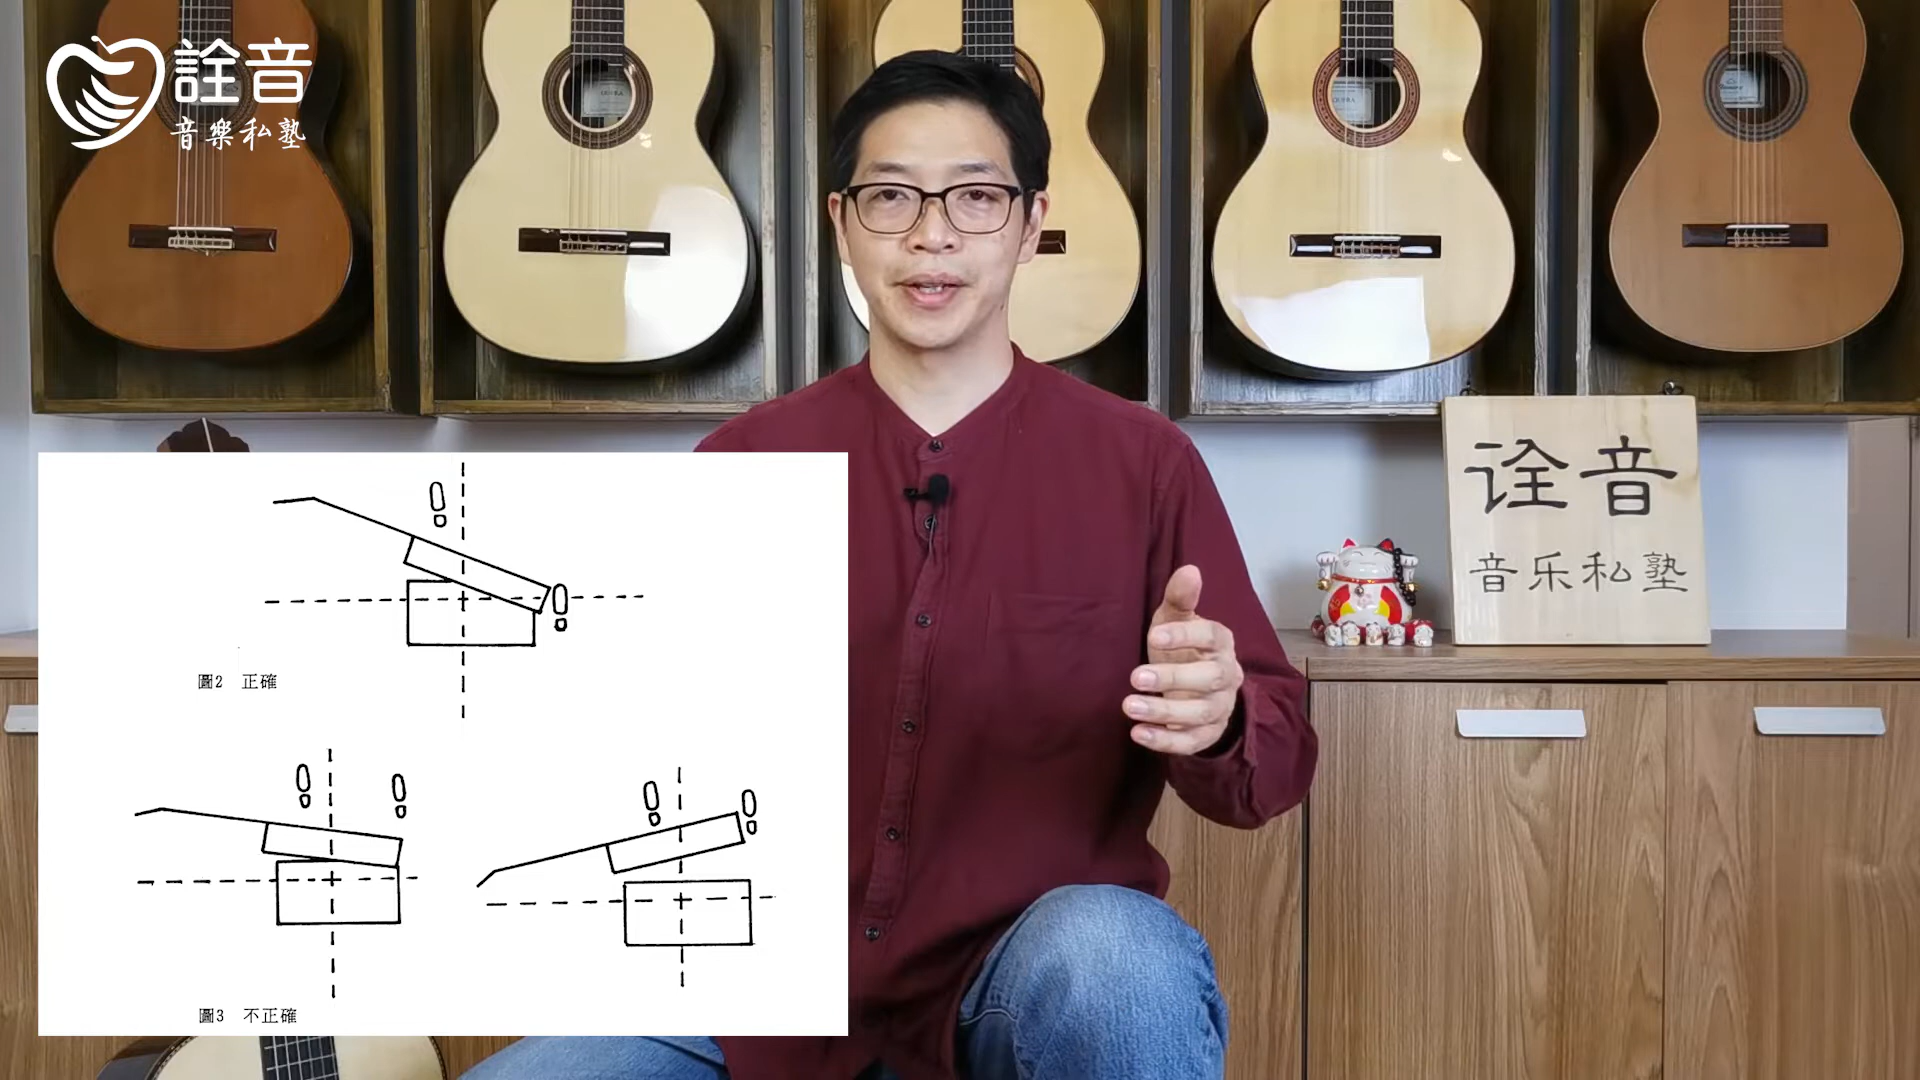 詮音
音樂私塾
诠音
音乐私塾
圖2 正確
圖3 不正確